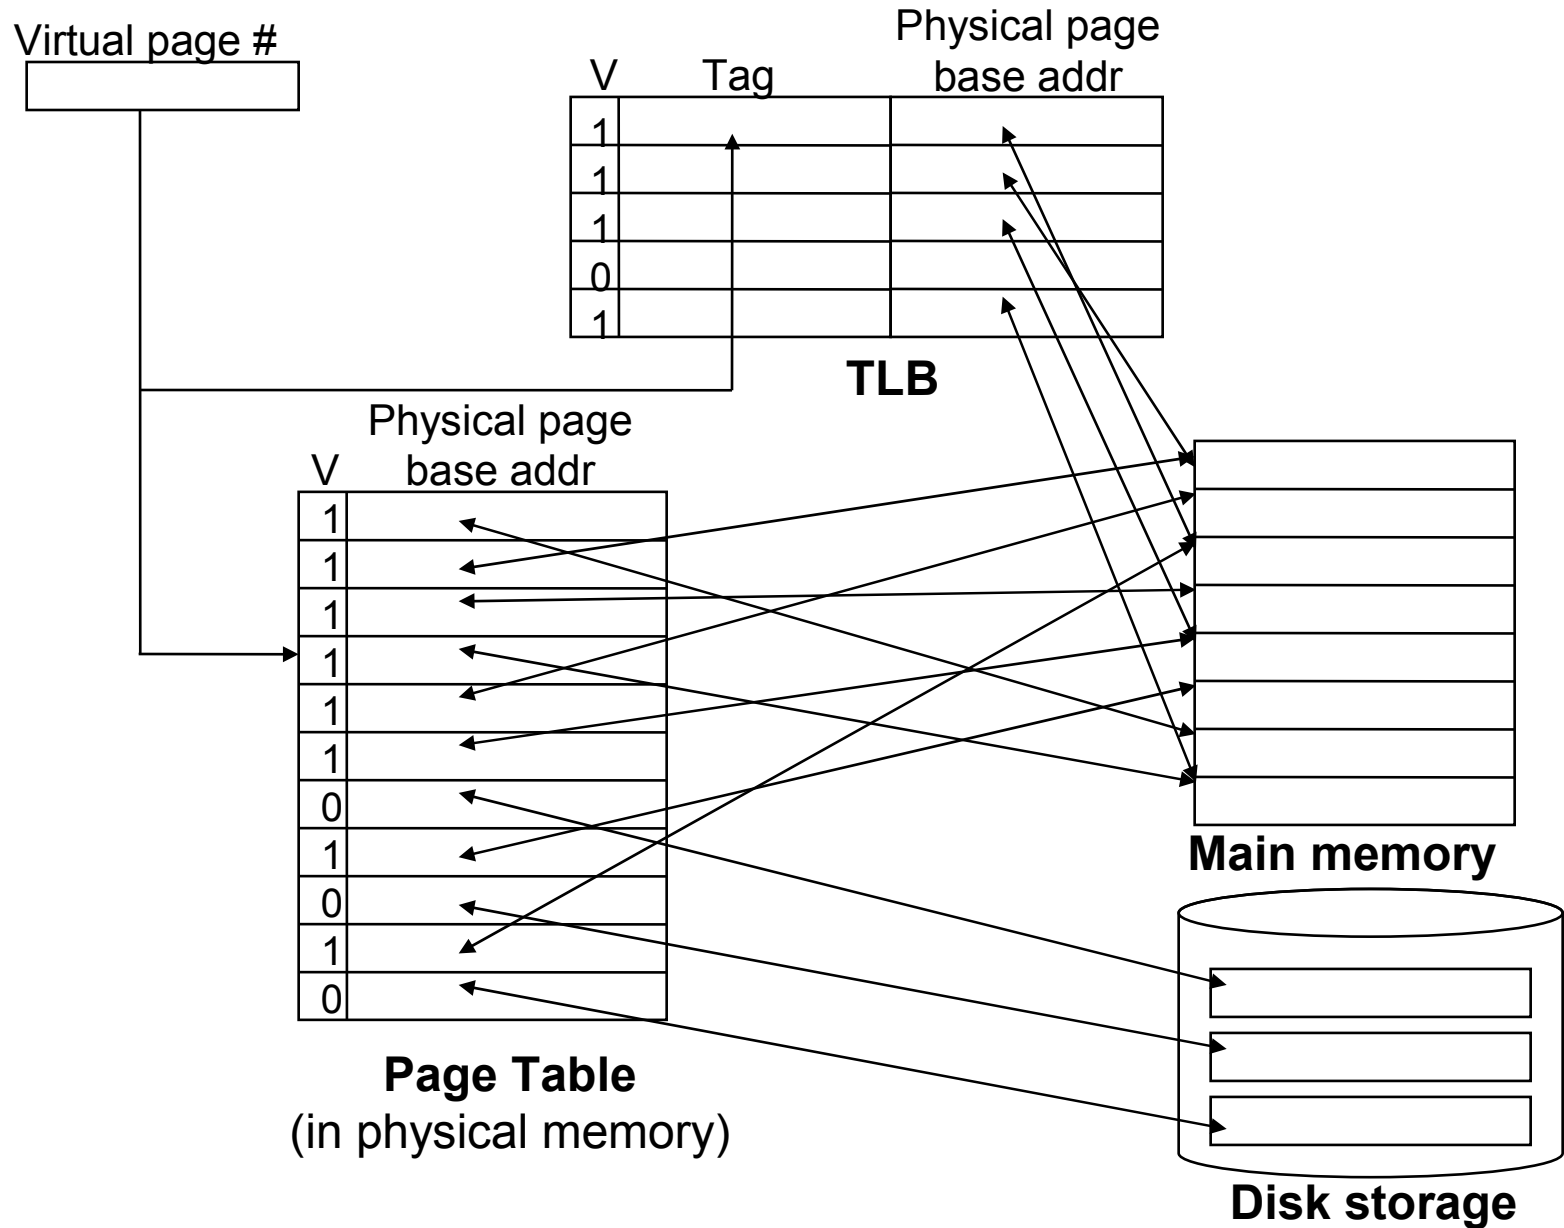 Virtual page #
Physical page
base addr
V
Tag
1
1
1
0
1
TLB
Physical page
base addr
V
1
1
1
1
1
1
0
1
0
1
0
Page Table
(in physical memory)
Main memory
Disk storage